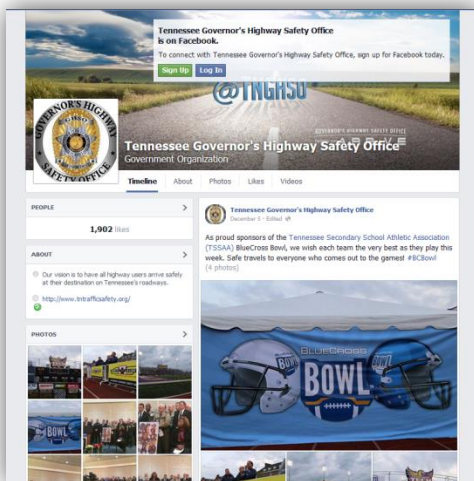 Tennessee Governor's Highway Safety Office
is on Facebook.
To connect with Tennessee Governor's Highway Safety Office, sign up for Facebook today.
Sign Up Log In
@TNGHSO
GOVERNOR'S HIGHWAY SAFETY OFFICE
GOVERNOR'S HIGHWAY
SAFETY OFFICE
Tennessee Governor's Highway Safety Office
Government Organization
Timeline About Photos Likes Videos
PEOPLE
1,902 likes
ABOUT
Our vision is to have all highway users arrive safely
at their destination on Tennessee's roadways.
http://www.tntrafficsafety.org/
PHOTOS
Tennessee Governor's Highway Safety Office
December 5 · Edited
As proud sponsors of the Tennessee Secondary School Athletic Association
(TSSAA) BlueCross Bowl, we wish each team the very best as they play this
week. Safe travels to everyone who comes out to the games! #BCBowl
(4 photos)
BLUECROSS
BOWL
BOWL